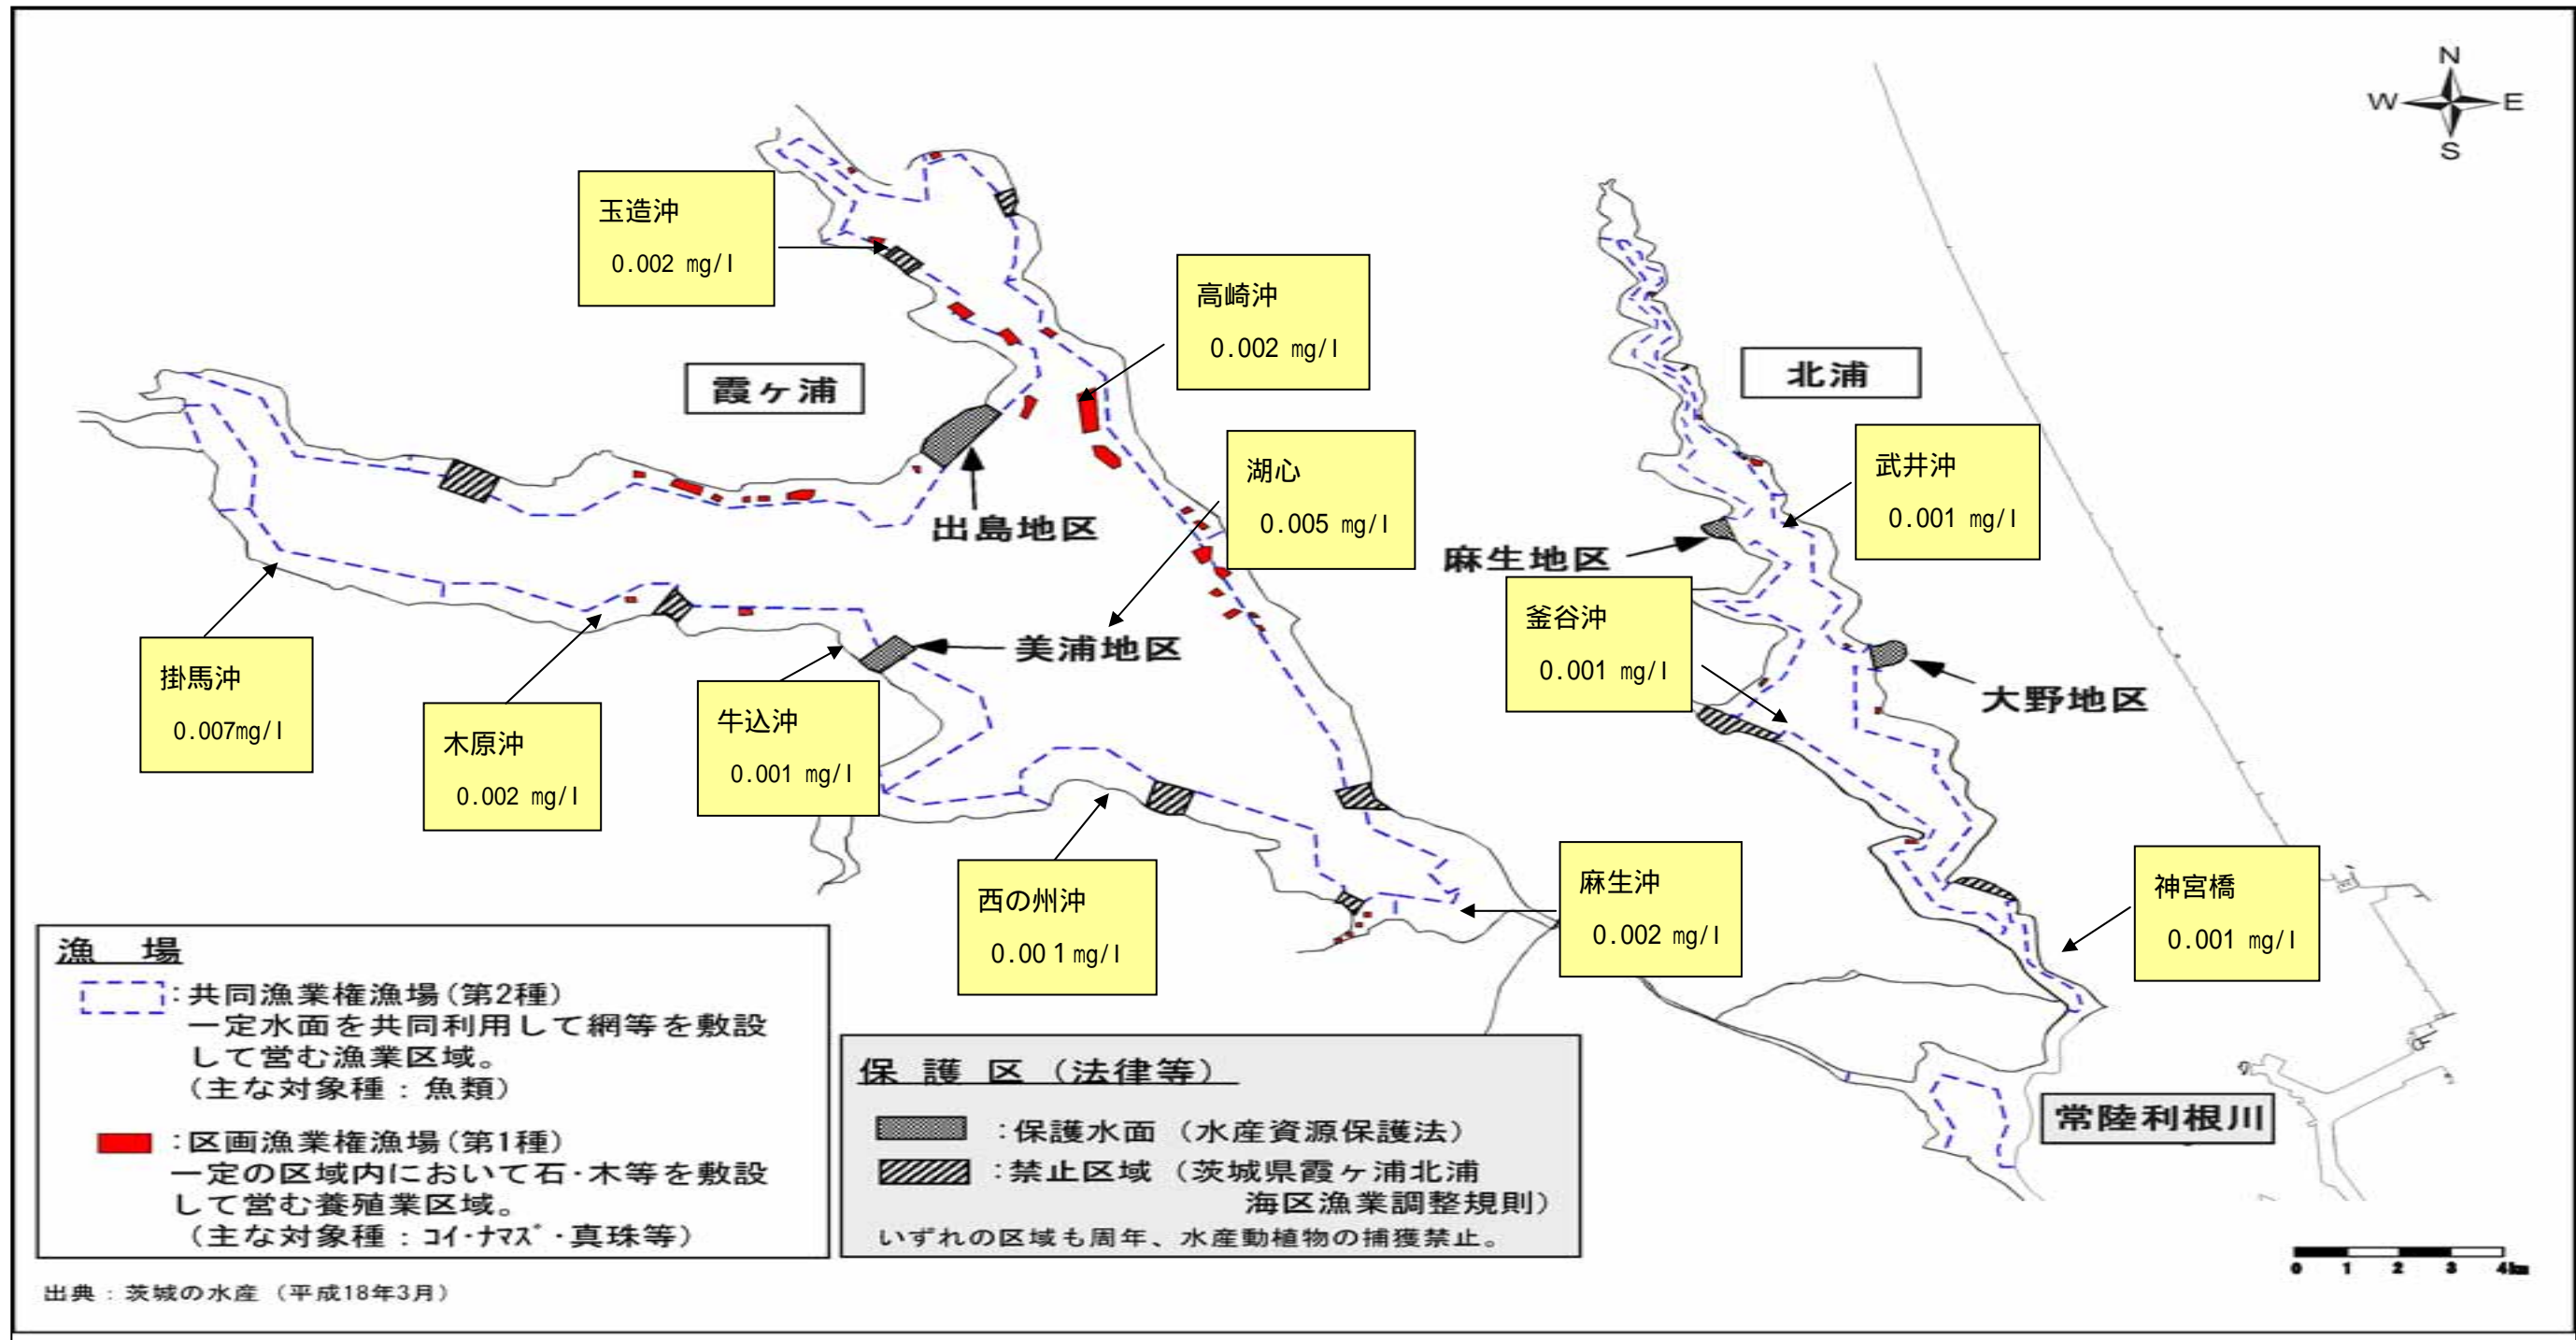 N
W
E
S
玉造沖
0.002 mg/l
高崎沖
0.002 mg/l
霞ヶ浦
北浦
湖心
0.005 mg/l
武井沖
0.001 mg/l
出島地区
麻生地区
釜谷沖
0.001 mg/l
美浦地区
大野地区
掛馬沖
0.007mg/l
木原沖
0.002 mg/l
牛込沖
0.001 mg/l
西の州沖
0.001mg/l
麻生沖
0.002 mg/l
神宮橋
0.001 mg/l
常陸利根川
漁　場
:共同漁業権漁場(第2種)
一定水面を共同利用して網等を敷設
して営む漁業区域。
(主な対象種:魚類)
:区画漁業権漁場(第1種)
一定の区域内において石・木等を敷設
して営む養殖業区域。
(主な対象種:ｺｲ・ﾅﾏｽﾞ・真珠等)
保 護 区 (法律等)
:保護水面 (水産資源保護法)
:禁止区域 (茨城県霞ヶ浦北浦
海区漁業調整規則)
いずれの区域も周年、水産動植物の捕獲禁止。
0 1 2 3 4km
出典:茨城の水産 (平成18年3月)